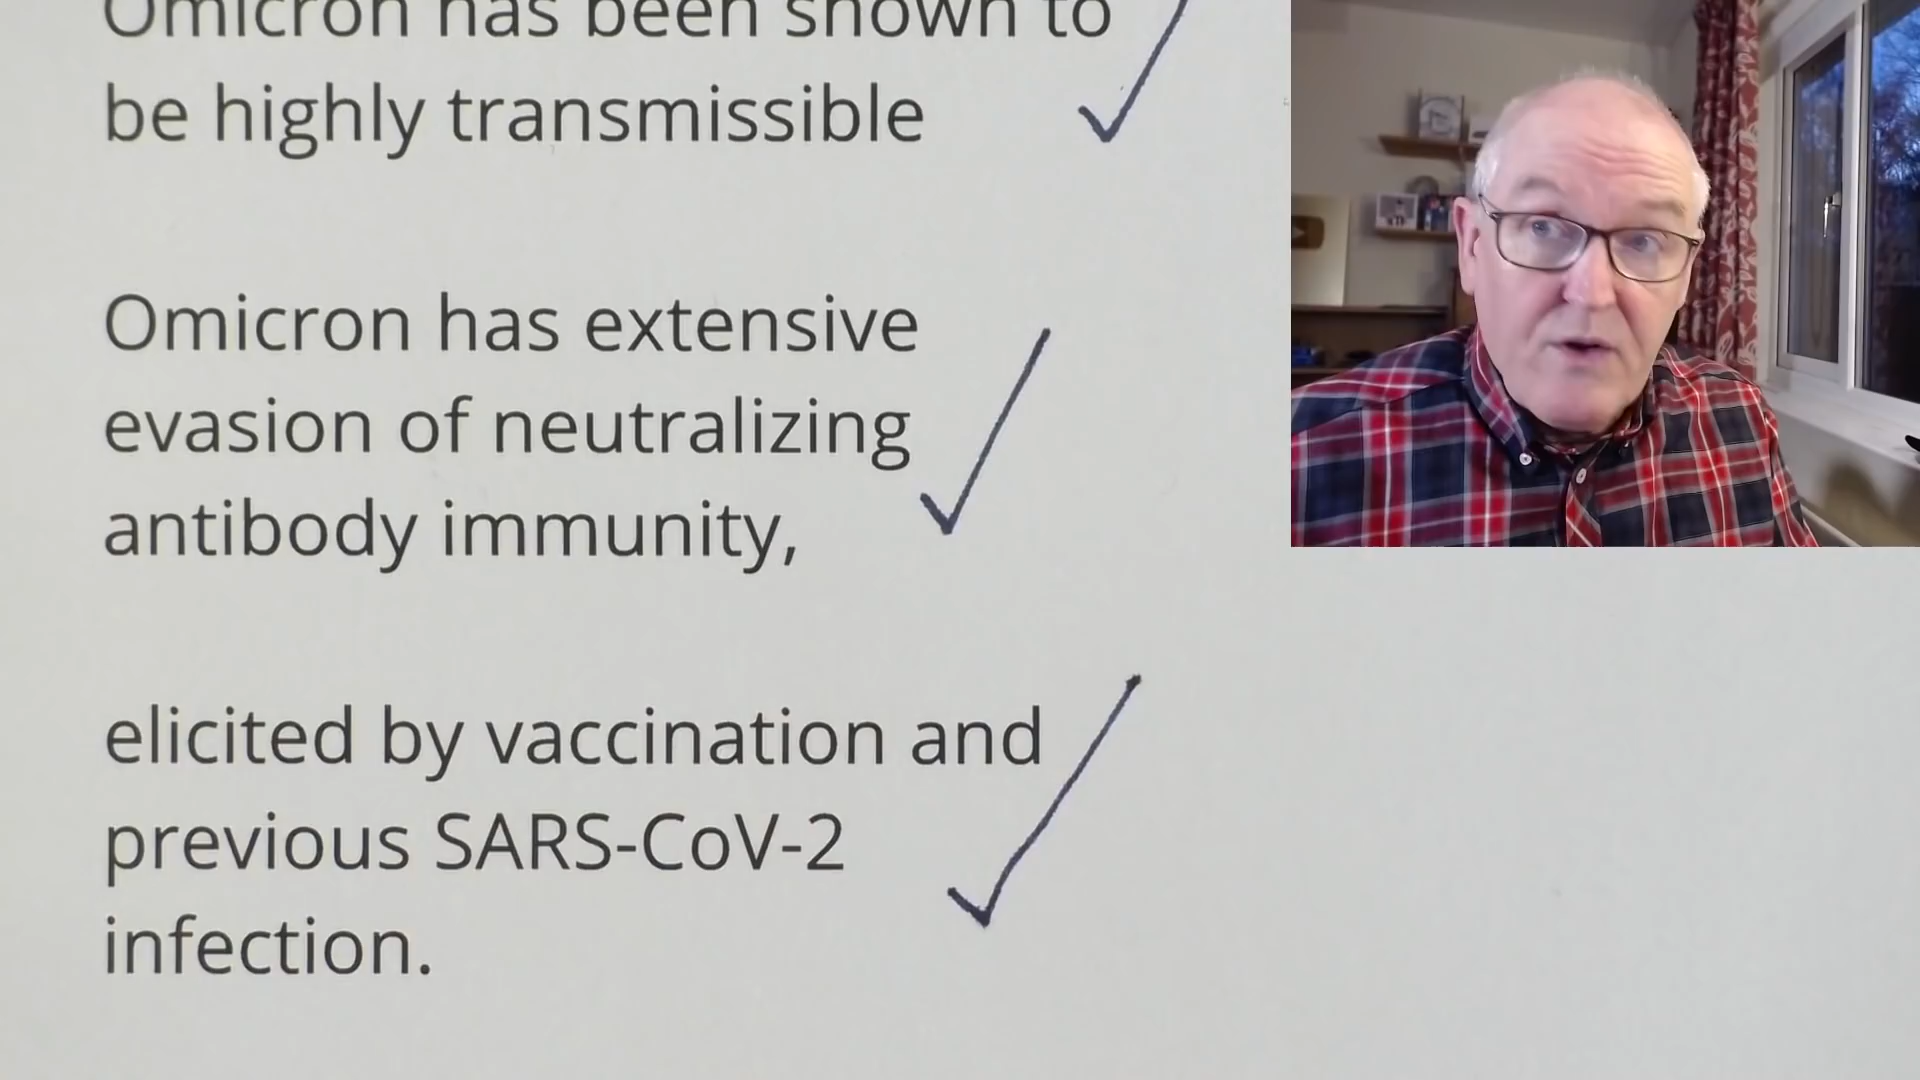 Omicron has been shown to
be highly transmissible
Omicron has extensive
evasion of neutralizing
antibody immunity,
elicited by vaccination and
previous SARS-CoV-2
infection.